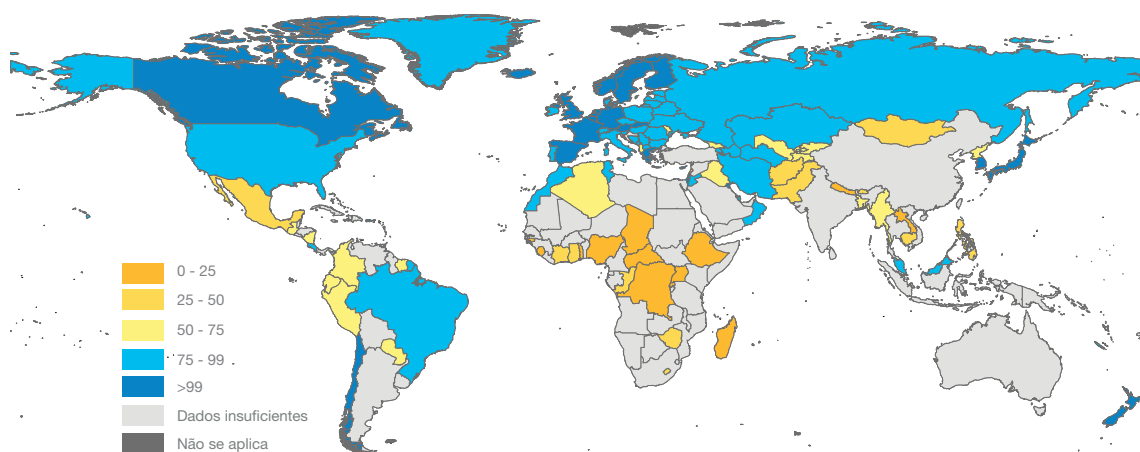 0 - 25
25 - 50
50 - 75
75 - 99
>99
Dados insuficientes
Não se aplica